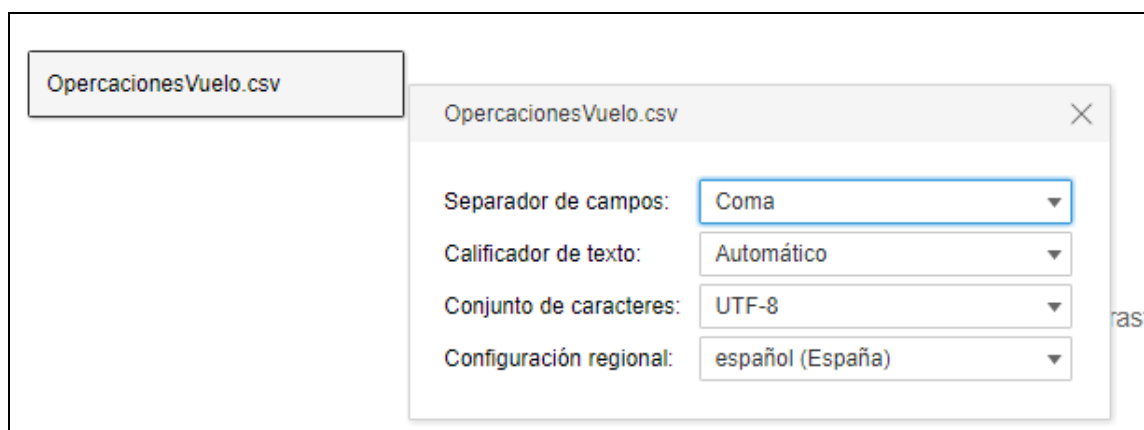 OpercacionesVuelo.csv
OpercacionesVuelo.csv
Separador de campos: Coma
Calificador de texto: Automático
Conjunto de caracteres: UTF-8
Configuración regional: español (España)